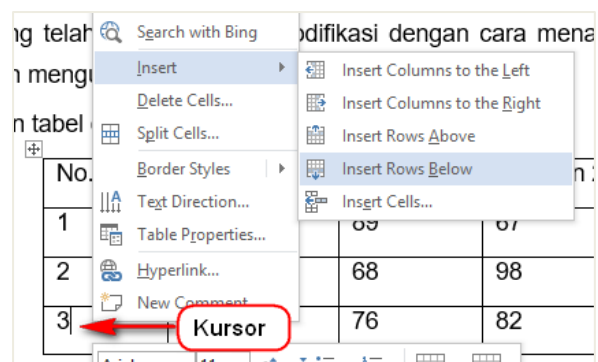 ng telah
Search with Bing
odifikasi dengan cara mena
Insert
Insert Columns to the Left
Delete Cells...
Insert Columns to the Right
n tabel
Split Cells...
Insert Rows Above
No.
Border Styles
Insert Rows Below
Text Direction...
Insert Cells...
1
Table Properties...
89
67
2
Hyperlink...
68
98
New Comment
3
Kursor
76
82